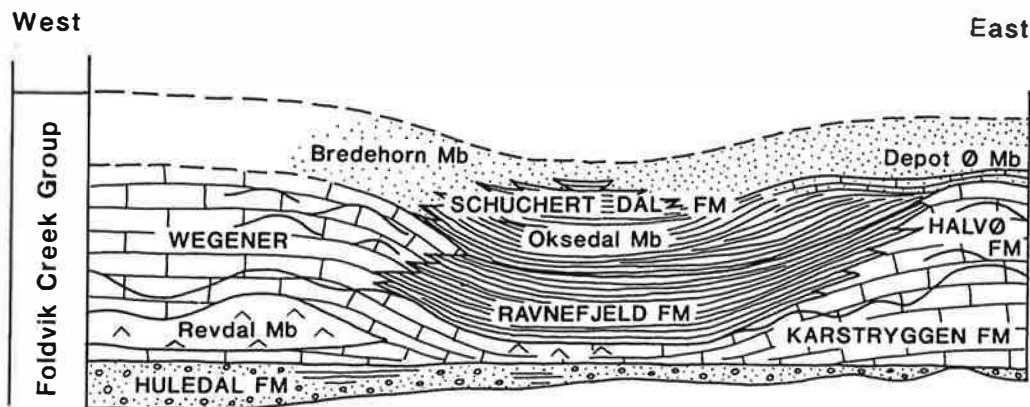 West
East
Foldvik Creek Group
Bredehorn Mb
Depot Ø Mb
SCHUCHERT DAL FM
WEGENER
HALVØ
FM
Oksedal Mb
RAVNEFJELD FM
Revdal Mb
KARSTRYGGEN FM
HULEDAL FM